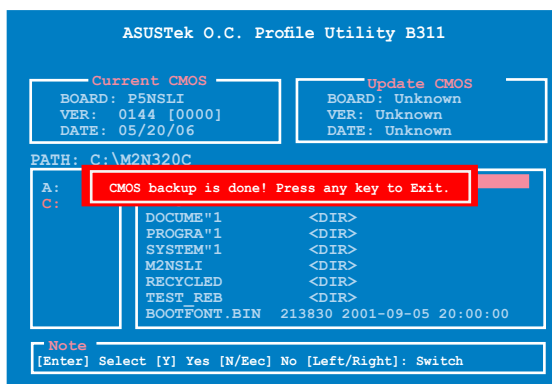 ASUSTek O.C. Profile Utility B311
Current CMOS
BOARD: P5NSLI
VER: 0144 [0000]
DATE: 05/20/06
Update CMOS
BOARD: Unknown
VER: Unknown
DATE: Unknown
PATH: C:\M2N320C
A:
C:
CMOS backup is done! Press any key to Exit.
DOCUME"1 <DIR>
PROGRA"1 <DIR>
SYSTEM"1 <DIR>
M2NSLI <DIR>
RECYCLED <DIR>
TEST_REB <DIR>
BOOTFONT.BIN 213830 2001-09-05 20:00:00
Note
[Enter] Select [Y] Yes [N/Eec] No [Left/Right]: Switch